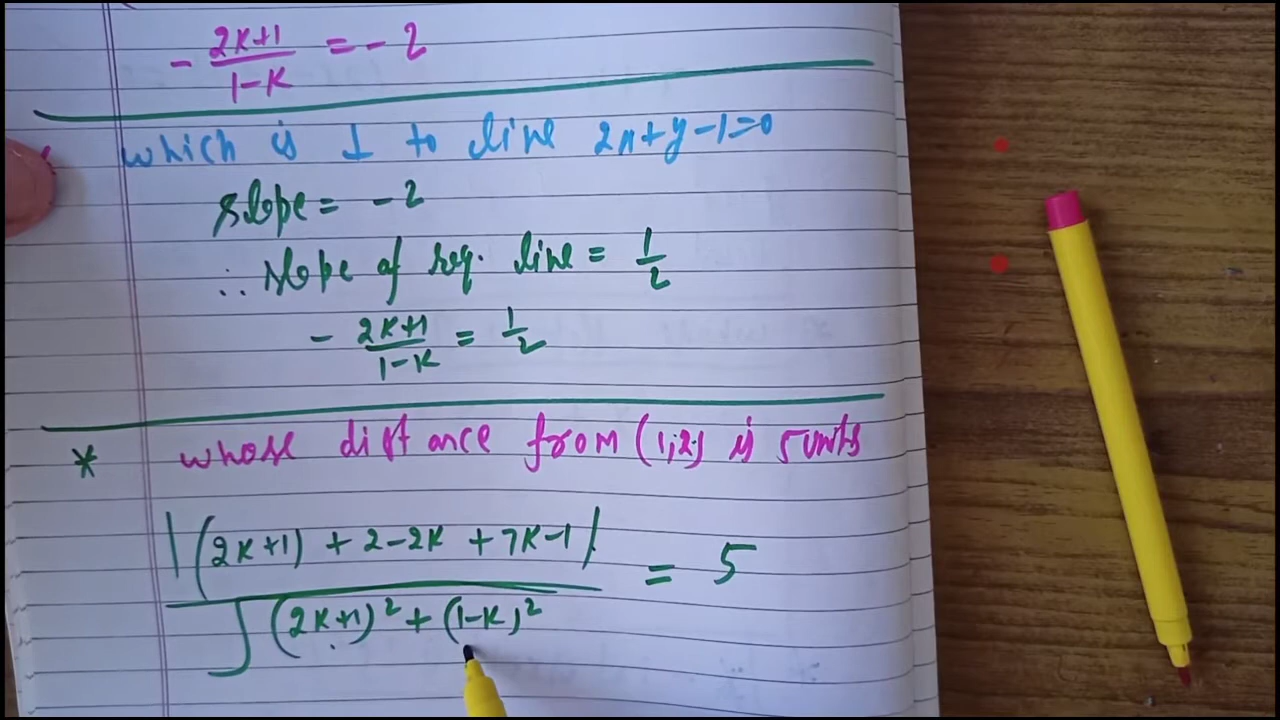 - (2K+1)/(1-K) = - 2
which is ⊥ to line 2x+y-1=0
slope = -2
∴ slope of req. line = 1/2
- (2K+1)/(1-K) = 1/2
* whose distance from (1,2) is 5 units
|(2K+1) + 2-2K + 7K-1| / √((2K+1)² + (1-K)²) = 5